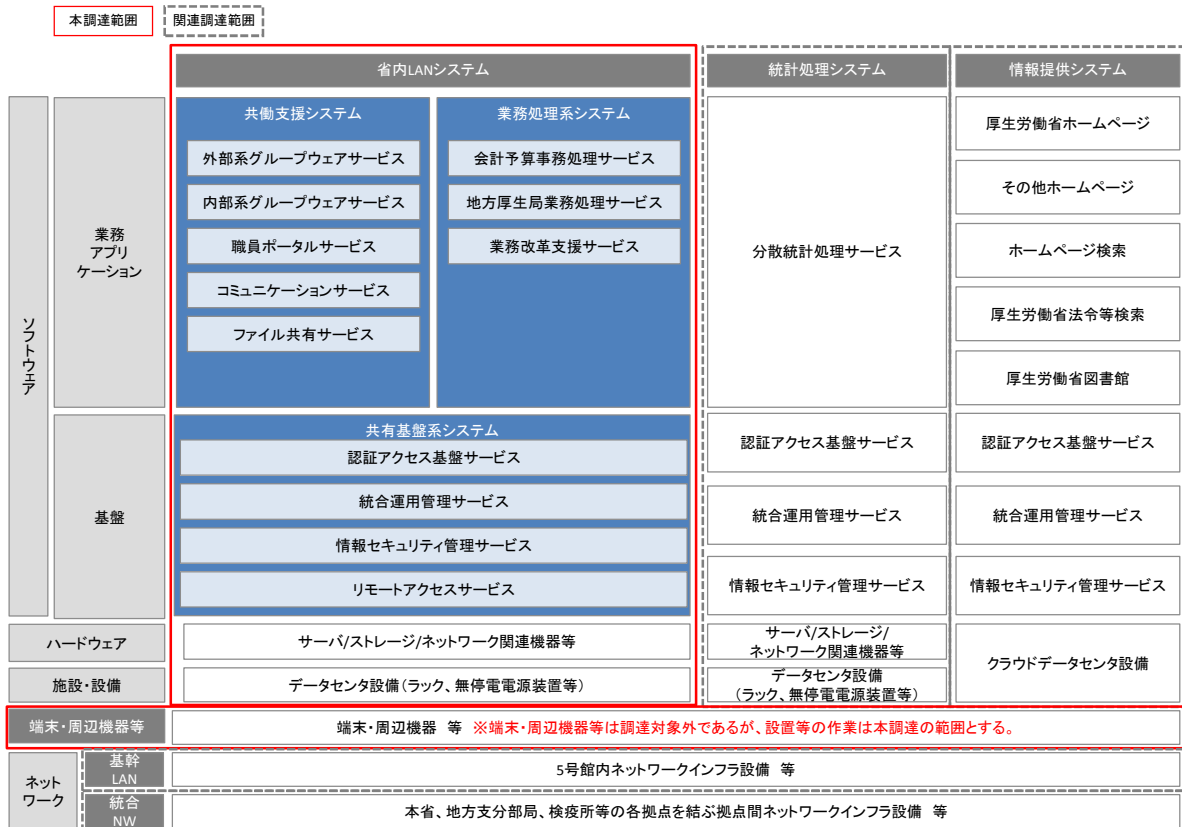 本調達範囲
関連調達範囲
省内LANシステム
統計処理システム
情報提供システム
ソフトウェア
業務
アプリ
ケーション
共働支援システム
外部系グループウェアサービス
内部系グループウェアサービス
職員ポータルサービス
コミュニケーションサービス
ファイル共有サービス
業務処理系システム
会計予算事務処理サービス
地方厚生局業務処理サービス
業務改革支援サービス
分散統計処理サービス
厚生労働省ホームページ
その他ホームページ
ホームページ検索
厚生労働省法令等検索
厚生労働省図書館
基盤
共有基盤系システム
認証アクセス基盤サービス
統合運用管理サービス
情報セキュリティ管理サービス
リモートアクセスサービス
認証アクセス基盤サービス
統合運用管理サービス
情報セキュリティ管理サービス
認証アクセス基盤サービス
統合運用管理サービス
情報セキュリティ管理サービス
ハードウェア
サーバ/ストレージ/ネットワーク関連機器等
サーバ/ストレージ/
ネットワーク関連機器等
クラウドデータセンタ設備
施設・設備
データセンタ設備(ラック、無停電電源装置等)
データセンタ設備
(ラック、無停電電源装置等)
端末・周辺機器等
端末・周辺機器 等 ※端末・周辺機器等は調達対象外であるが、設置等の作業は本調達の範囲とする。
ネット
ワーク
基幹
LAN
5号館内ネットワークインフラ設備 等
統合
NW
本省、地方支分部局、検疫所等の各拠点を結ぶ拠点間ネットワークインフラ設備 等